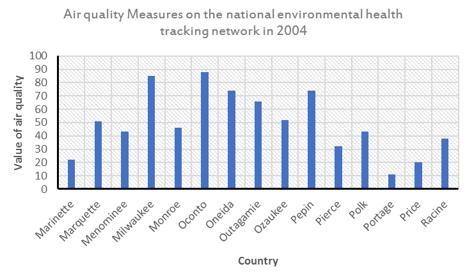 Air quality Measures on the national environmental health
tracking network in 2004
Value of air quality
100
90
80
70
60
50
40
30
20
10
0
Marinette
Marquette
Menominee
Milwaukee
Monroe
Oconto
Oneida
Outagamie
Ozaukee
Pepin
Pierce
Polk
Portage
Price
Racine
Country